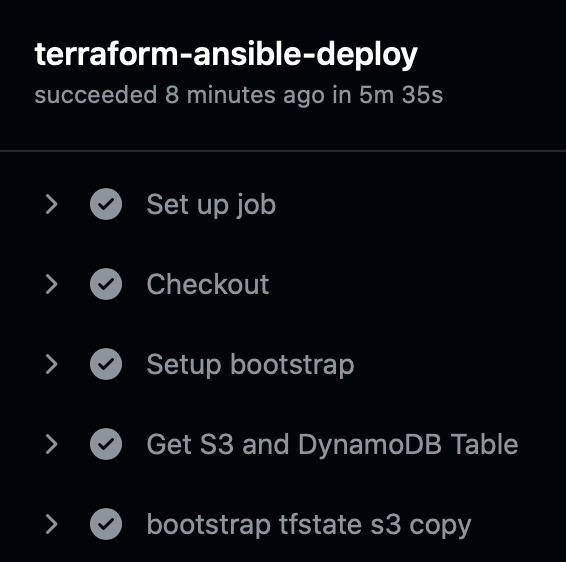 terraform-ansible-deploy
succeeded 8 minutes ago in 5m 35s
Set up job
Checkout
Setup bootstrap
Get S3 and DynamoDB Table
bootstrap tfstate s3 copy